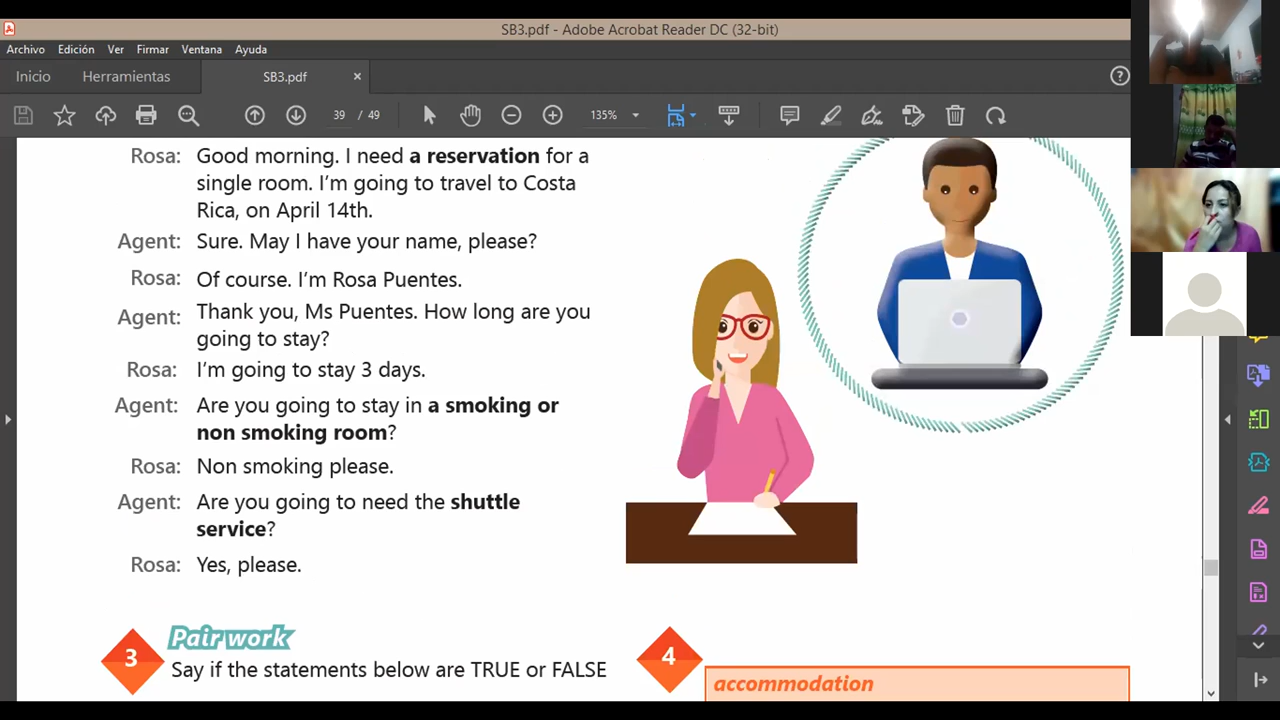 SB3.pdf - Adobe Acrobat Reader DC (32-bit)
Archivo Edición Ver Firmar Ventana Ayuda
Inicio Herramientas SB3.pdf ×
39 / 49 135%
Rosa: Good morning. I need a reservation for a
single room. I'm going to travel to Costa
Rica, on April 14th.
Agent: Sure. May I have your name, please?
Rosa: Of course. I'm Rosa Puentes.
Agent: Thank you, Ms Puentes. How long are you
going to stay?
Rosa: I'm going to stay 3 days.
Agent: Are you going to stay in a smoking or
non smoking room?
Rosa: Non smoking please.
Agent: Are you going to need the shuttle
service?
Rosa: Yes, please.
3 Pair work
Say if the statements below are TRUE or FALSE
4
accommodation